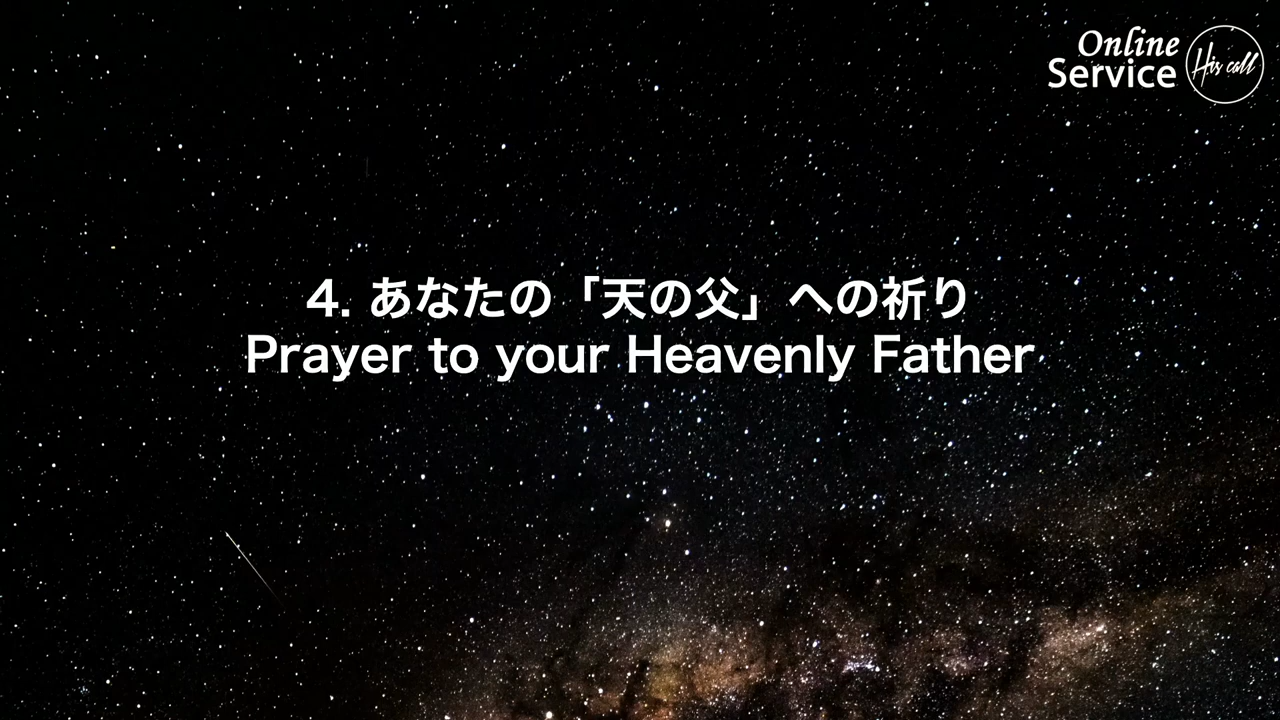 Online
Service
His call
4. あなたの「天の父」への祈り
Prayer to your Heavenly Father